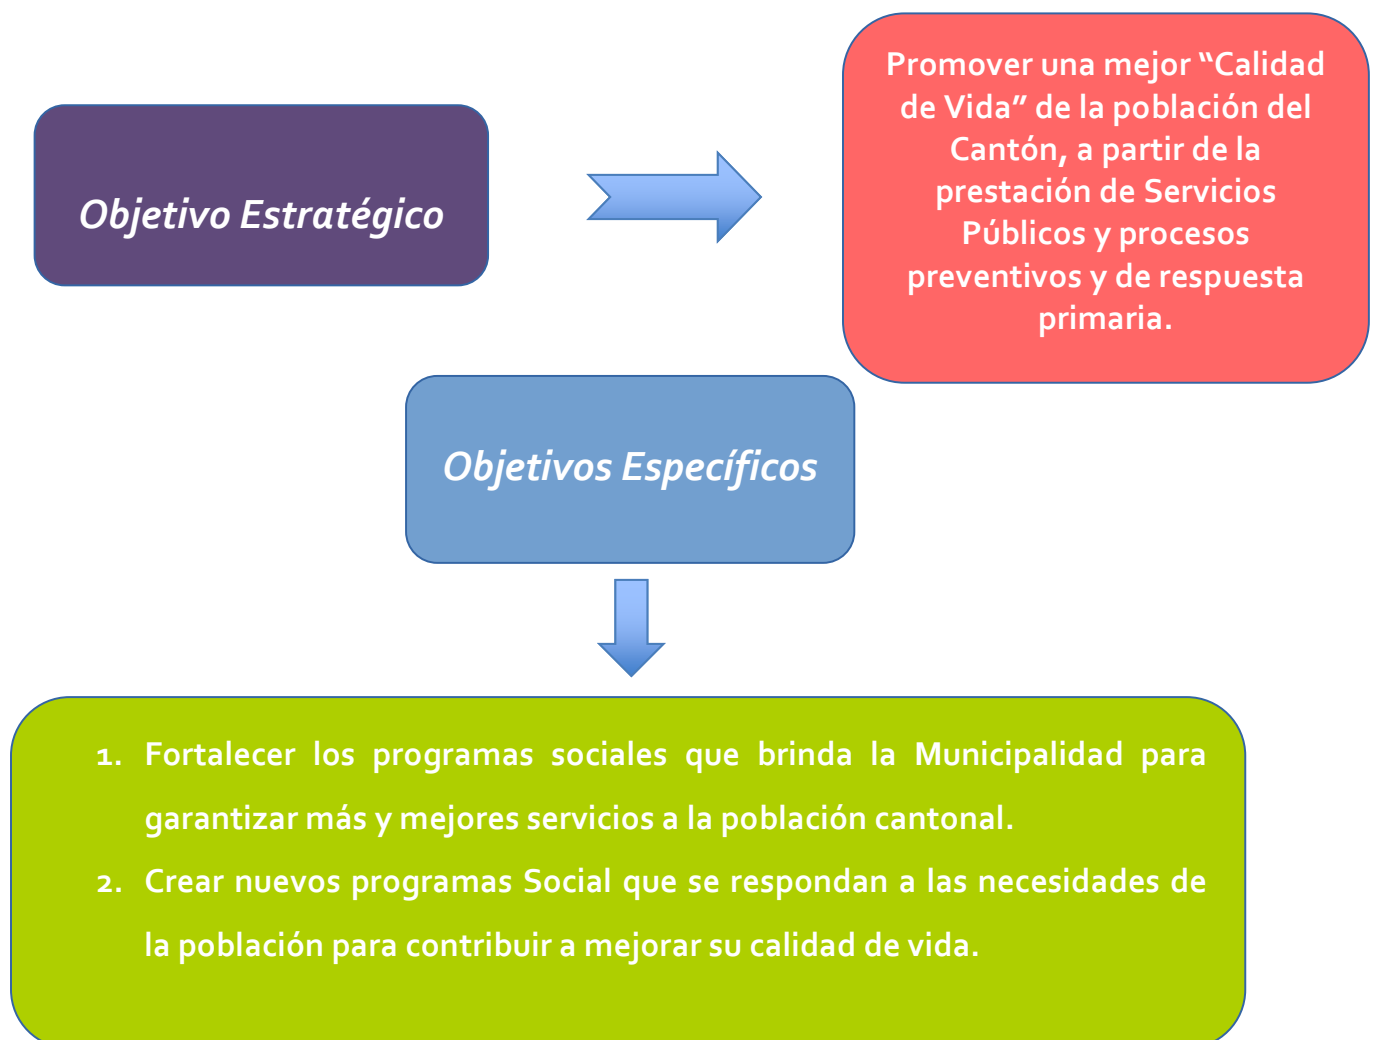 Objetivo Estratégico
Promover una mejor “Calidad
de Vida” de la población del
Cantón, a partir de la
prestación de Servicios
Públicos y procesos
preventivos y de respuesta
primaria.
Objetivos Específicos
1. Fortalecer los programas sociales que brinda la Municipalidad para
garantizar más y mejores servicios a la población cantonal.
2. Crear nuevos programas Social que se respondan a las necesidades de
la población para contribuir a mejorar su calidad de vida.